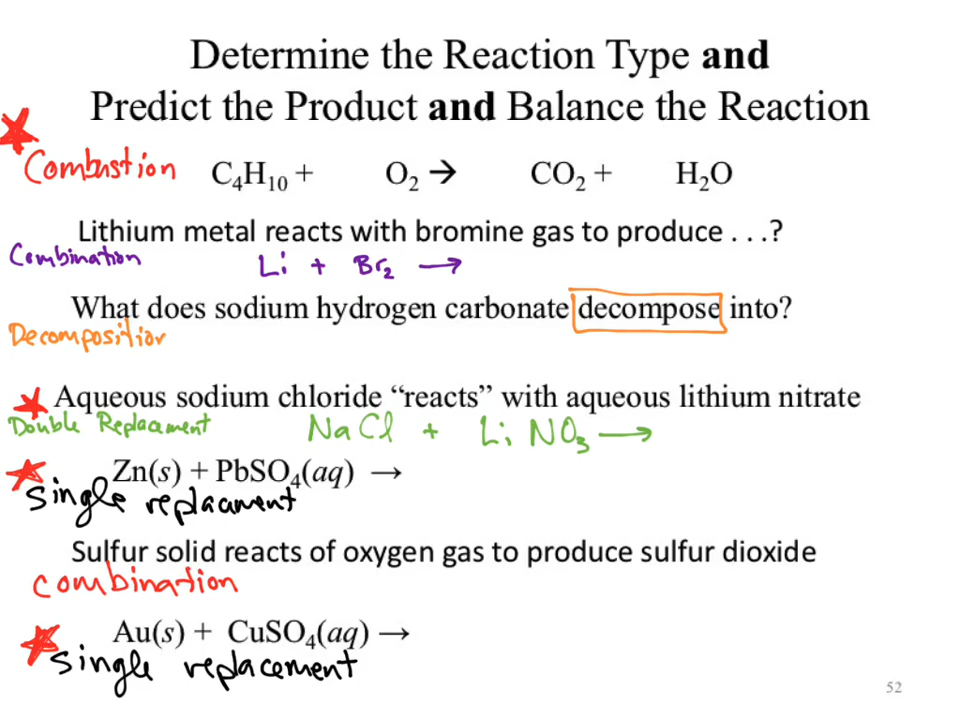 Determine the Reaction Type and
Predict the Product and Balance the Reaction
Combustion C₄H₁₀ + O₂ → CO₂ + H₂O
Lithium metal reacts with bromine gas to produce . . .?
Combination Li + Br₂ →
What does sodium hydrogen carbonate decompose into?
Decomposition
Aqueous sodium chloride “reacts” with aqueous lithium nitrate
Double Replacement NaCl + LiNO₃ →
Zn(s) + PbSO₄(aq) →
Single replacament
Sulfur solid reacts of oxygen gas to produce sulfur dioxide
combination
Au(s) + CuSO₄(aq) →
Single replacement
52